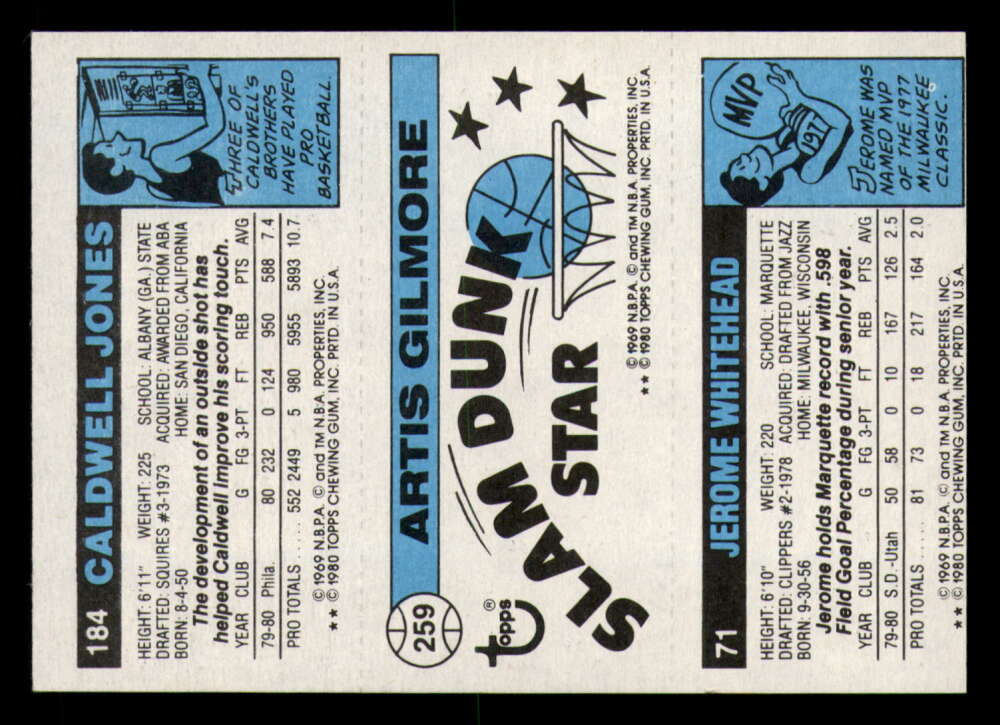 184 CALDWELL JONES
HEIGHT: 6'11" WEIGHT: 225 SCHOOL: ALBANY (GA.) STATE
DRAFTED: SQUIRES #3-1973 ACQUIRED: AWARDED FROM ABA
BORN: 8-4-50 HOME: SAN DIEGO, CALIFORNIA
The development of an outside shot has
helped Caldwell improve his scoring touch.
YEAR CLUB G FG 3-PT FT REB PTS AVG
79-80 Phila. 80 232 0 124 950 588 7.4
PRO TOTALS..... 552 2449 5 980 5955 5893 10.7
© 1969 N.B.P.A. © and TM N.B.A. PROPERTIES, INC.
★★ © 1980 TOPPS CHEWING GUM, INC. PRTD. IN U.S.A.
THREE OF
CALDWELL'S
BROTHERS
HAVE PLAYED
PRO
BASKETBALL.
259 ARTIS GILMORE
topps®
SLAM DUNK
STAR
© 1969 N.B.P.A. © and TM N.B.A. PROPERTIES, INC
★★ © 1980 TOPPS CHEWING GUM, INC. PRTD. IN U.S.A.
71 JEROME WHITEHEAD
HEIGHT: 6'10" WEIGHT: 220 SCHOOL: MARQUETTE
DRAFTED: CLIPPERS #2-1978 ACQUIRED: DRAFTED FROM JAZZ
BORN: 9-30-56 HOME: MILWAUKEE, WISCONSIN
Jerome holds Marquette record with .598
Field Goal Percentage during senior year.
YEAR CLUB G FG 3-PT FT REB PTS AVG
79-80 S.D.-Utah 50 58 0 10 167 126 2.5
PRO TOTALS..... 81 73 0 18 217 164 2.0
© 1969 N.B.P.A. © and TM N.B.A. PROPERTIES, INC.
★★ © 1980 TOPPS CHEWING GUM, INC. PRTD. IN U.S.A.
MVP
1977
JEROME WAS
NAMED MVP
OF THE 1977
MILWAUKEE
CLASSIC.